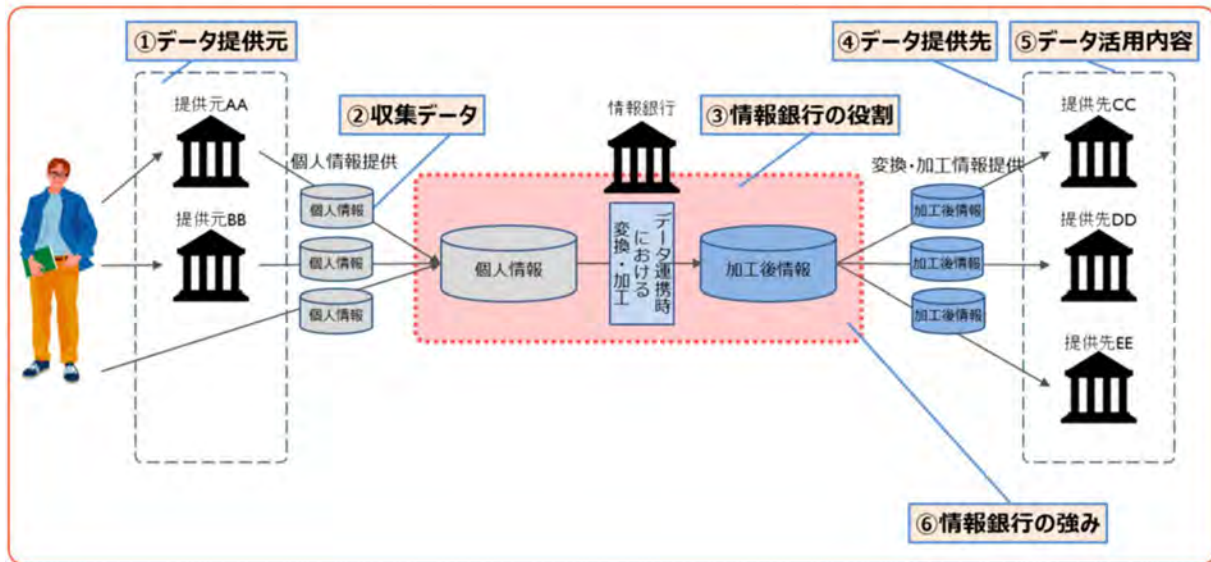 ①データ提供元
④データ提供先
⑤データ活用内容
提供元AA
②収集データ
情報銀行
③情報銀行の役割
提供先CC
個人情報提供
変換・加工情報提供
個人情報
加工後情報
提供元BB
個人情報
個人情報
データ連携時
における
変換・加工
加工後情報
加工後情報
提供先DD
個人情報
加工後情報
提供先EE
⑥情報銀行の強み